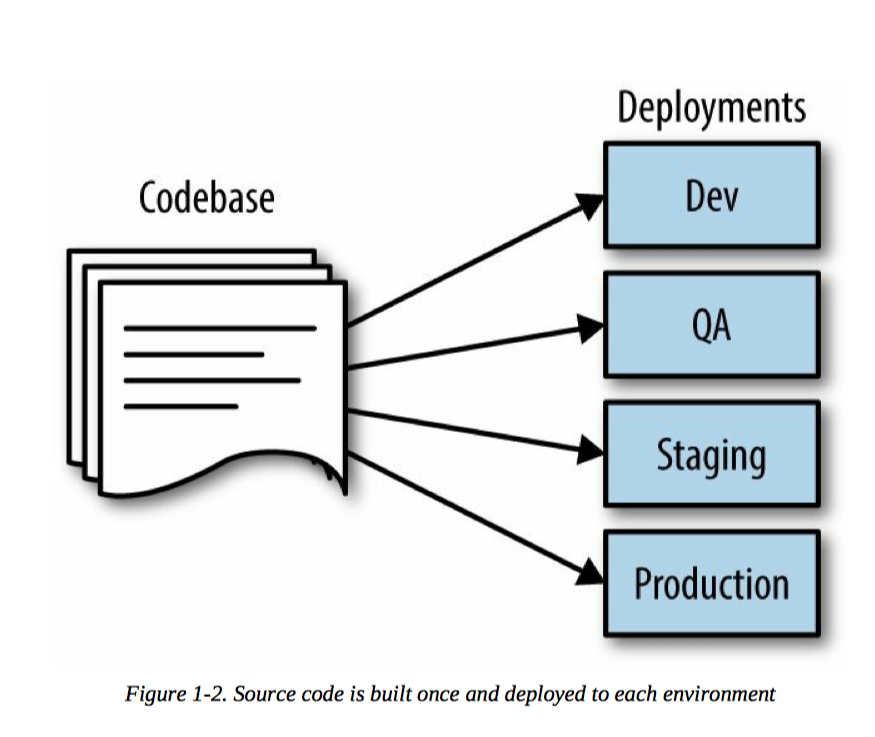 Deployments
Codebase
Dev
QA
Staging
Production
Figure 1-2. Source code is built once and deployed to each environment